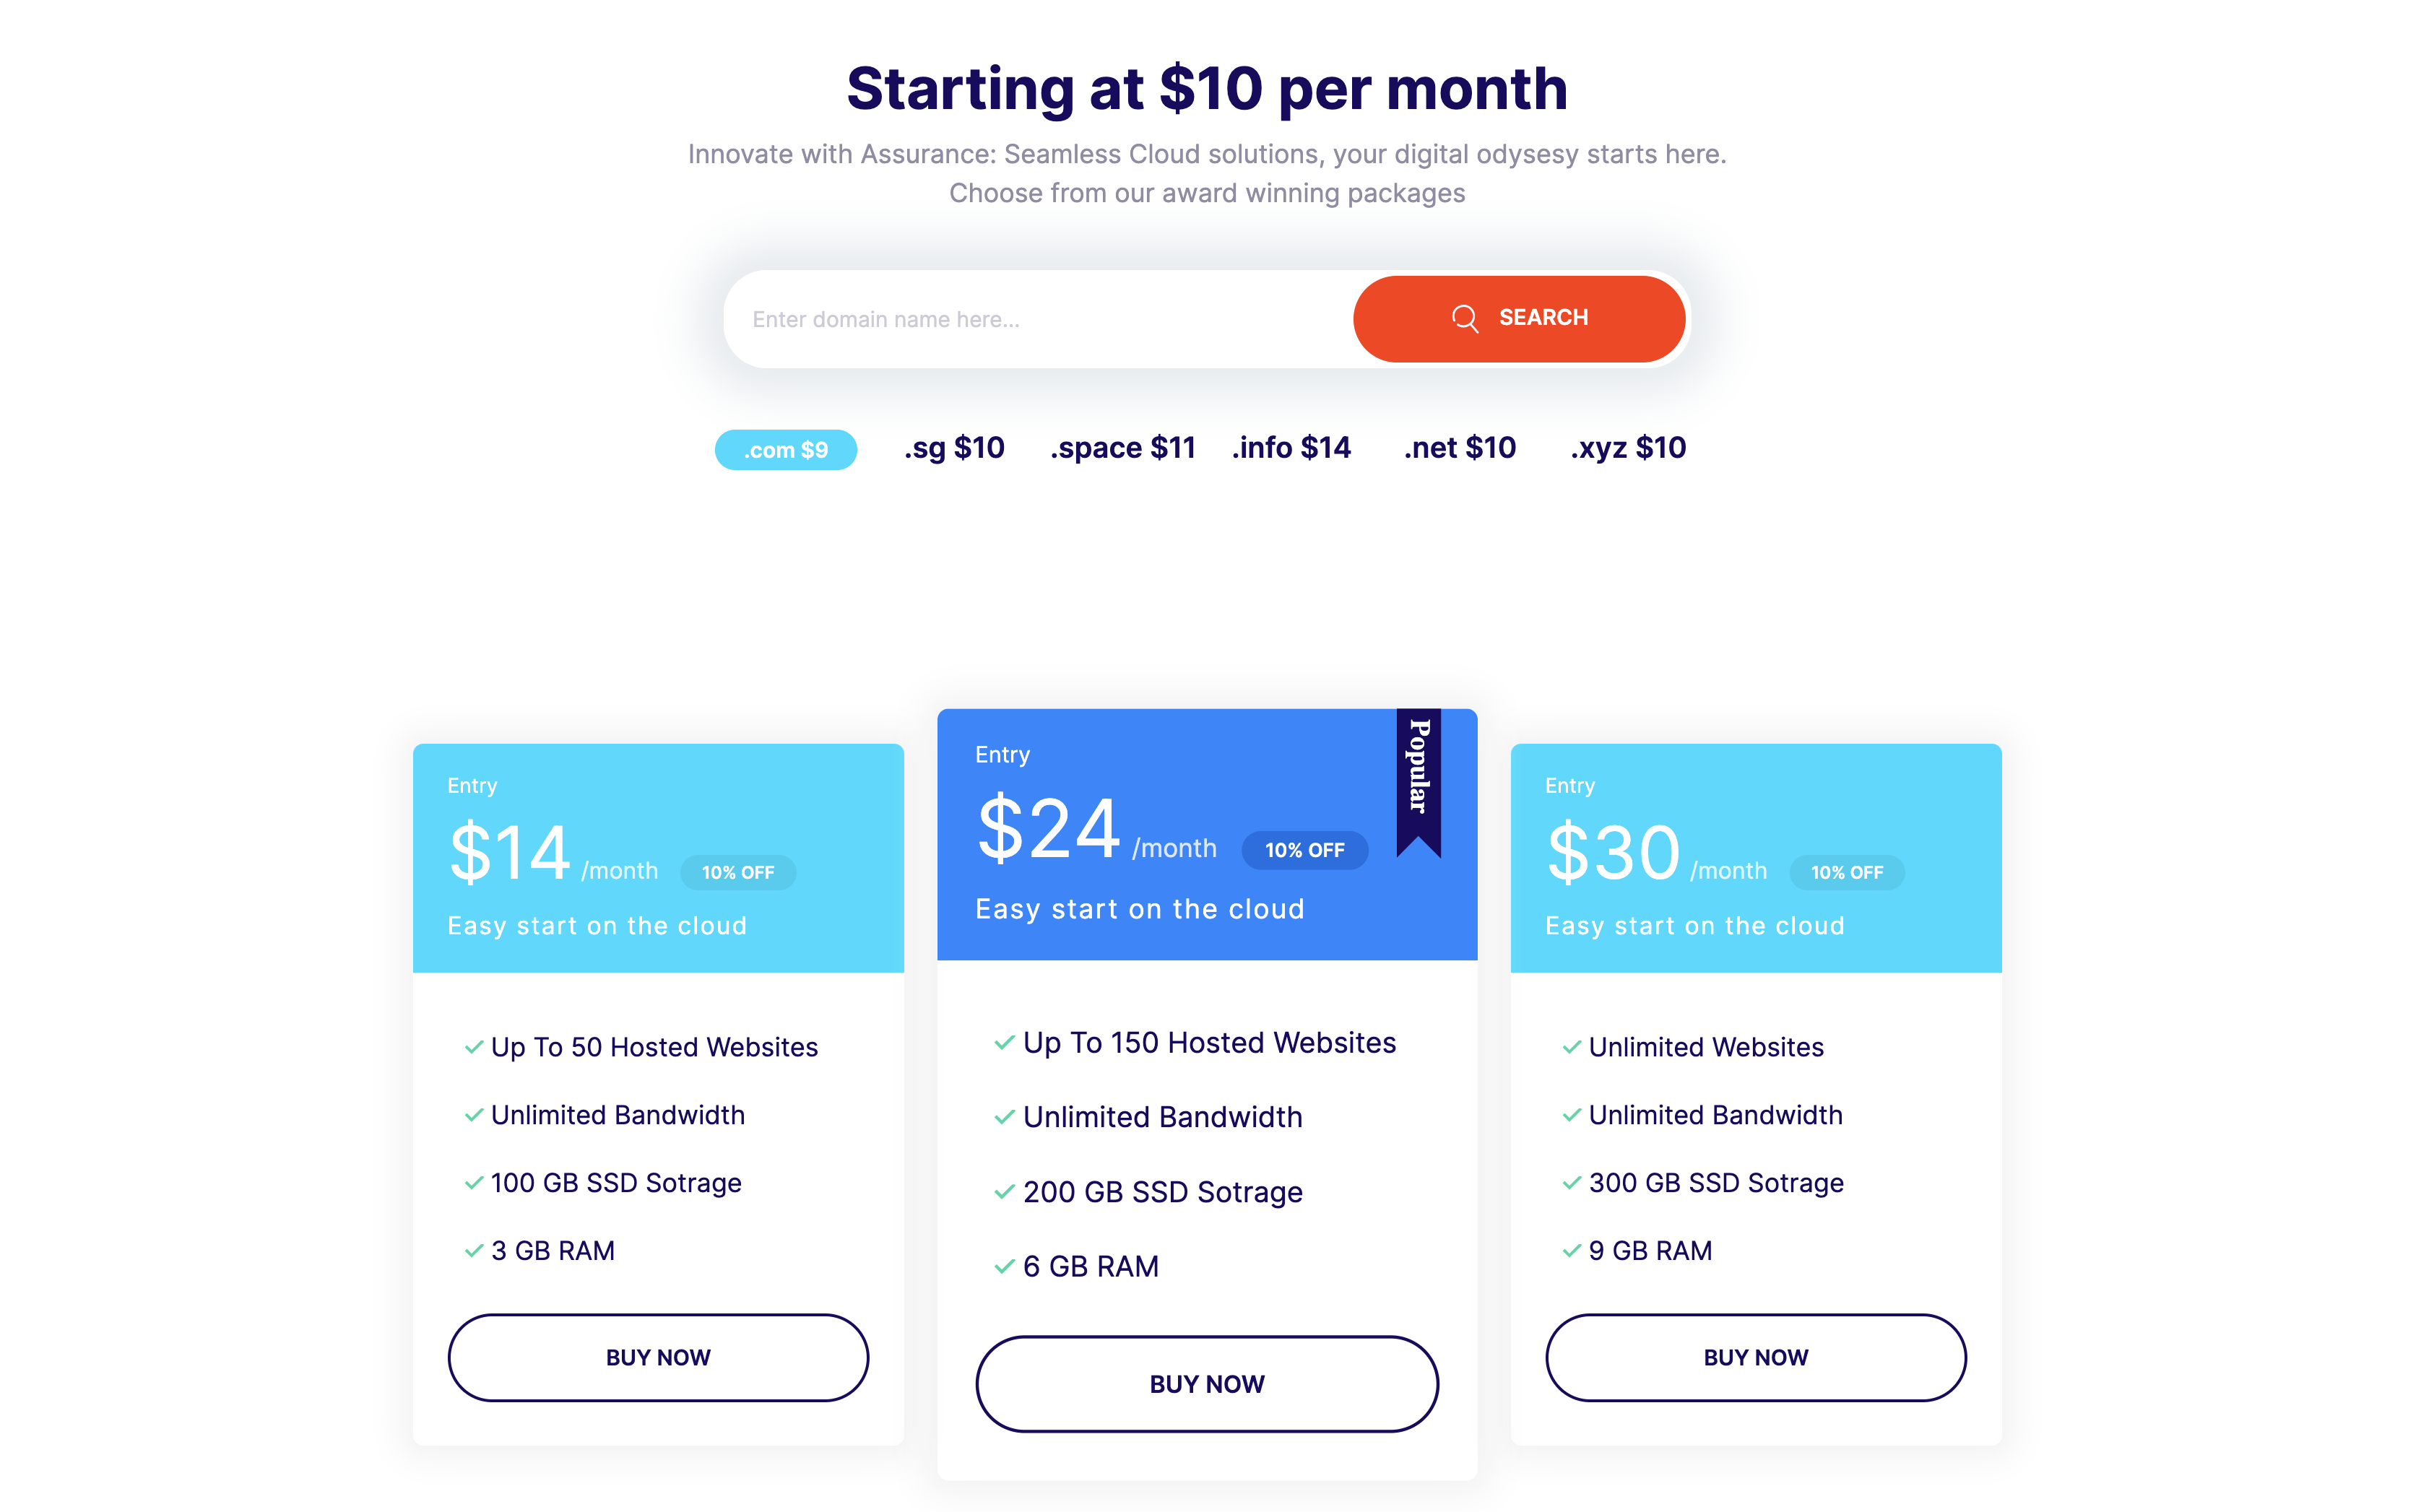 Starting at $10 per month
Innovate with Assurance: Seamless Cloud solutions, your digital odysesy starts here.
Choose from our award winning packages
Enter domain name here...
SEARCH
.com $9
.sg $10
.space $11
.info $14
.net $10
.xyz $10
Entry
$14 /month 10% OFF
Easy start on the cloud
Up To 50 Hosted Websites
Unlimited Bandwidth
100 GB SSD Sotrage
3 GB RAM
BUY NOW
Popular
Entry
$24 /month 10% OFF
Easy start on the cloud
Up To 150 Hosted Websites
Unlimited Bandwidth
200 GB SSD Sotrage
6 GB RAM
BUY NOW
Entry
$30 /month 10% OFF
Easy start on the cloud
Unlimited Websites
Unlimited Bandwidth
300 GB SSD Sotrage
9 GB RAM
BUY NOW